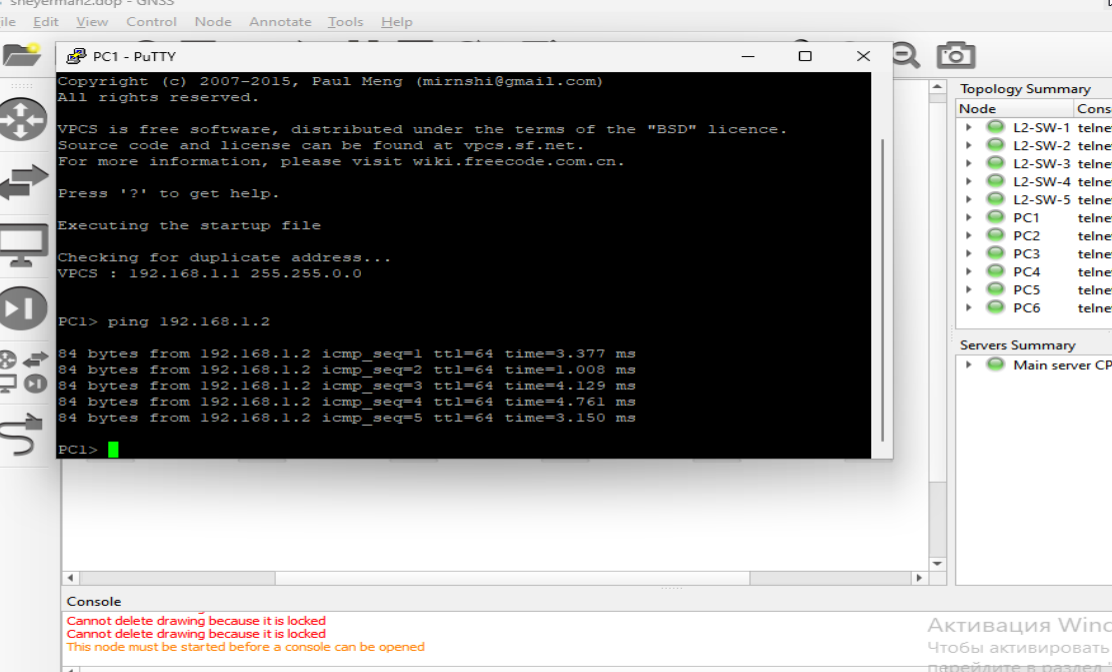 sheyerman2.dop - GNS3
ile Edit View Control Node Annotate Tools Help
PC1 - PuTTY
Copyright (c) 2007-2015, Paul Meng (mirnshi@gmail.com)
All rights reserved.
VPCS is free software, distributed under the terms of the "BSD" licence.
Source code and license can be found at vpcs.sf.net.
For more information, please visit wiki.freecode.com.cn.
Press '?' to get help.
Executing the startup file
Checking for duplicate address...
VPCS : 192.168.1.1 255.255.0.0
PC1> ping 192.168.1.2
84 bytes from 192.168.1.2 icmp_seq=1 ttl=64 time=3.377 ms
84 bytes from 192.168.1.2 icmp_seq=2 ttl=64 time=1.008 ms
84 bytes from 192.168.1.2 icmp_seq=3 ttl=64 time=4.129 ms
84 bytes from 192.168.1.2 icmp_seq=4 ttl=64 time=4.761 ms
84 bytes from 192.168.1.2 icmp_seq=5 ttl=64 time=3.150 ms
PC1>
Topology Summary
Node Cons
L2-SW-1 telne
L2-SW-2 telne
L2-SW-3 telne
L2-SW-4 telne
L2-SW-5 telne
PC1 telne
PC2 telne
PC3 telne
PC4 telne
PC5 telne
PC6 telne
Servers Summary
Main server CP
Console
Cannot delete drawing because it is locked
Cannot delete drawing because it is locked
This node must be started before a console can be opened
Активация Winc
Чтобы активировать
перейдите в раздел